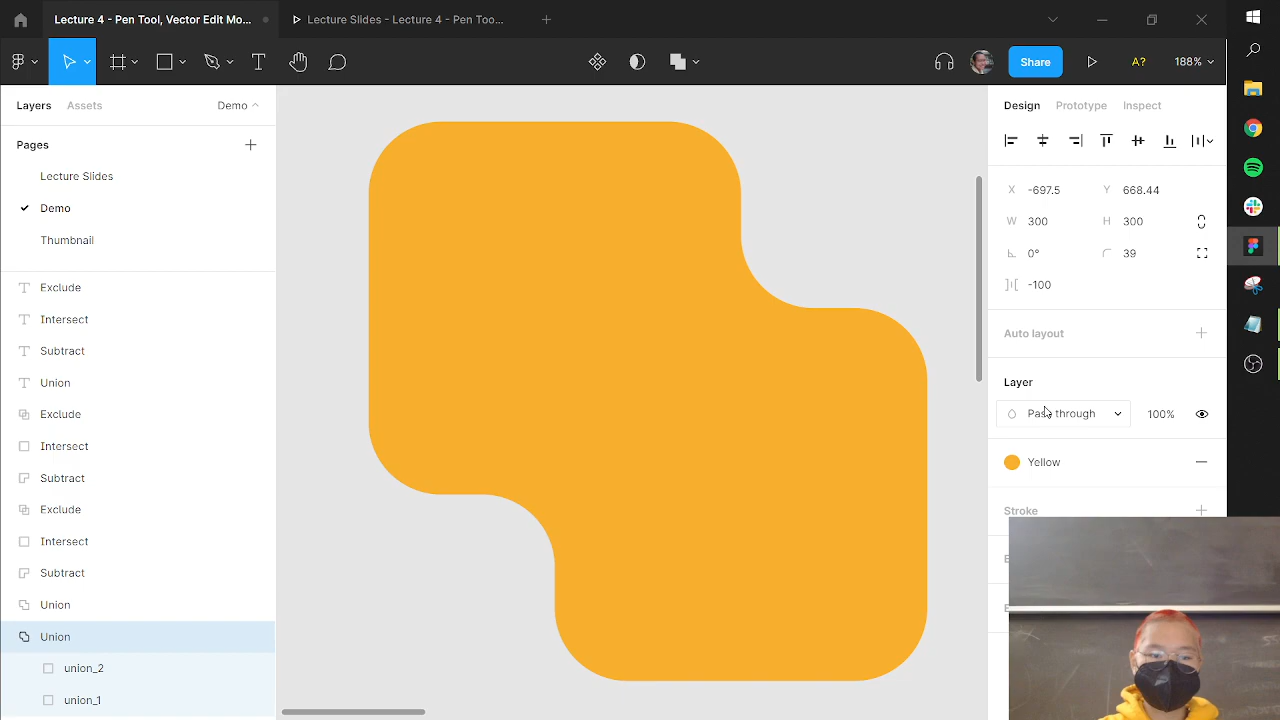 Lecture 4 - Pen Tool, Vector Edit Mo...
Lecture Slides - Lecture 4 - Pen Too...
Share
A?
188%
Layers
Assets
Demo
Design
Prototype
Inspect
Pages
Lecture Slides
Demo
Thumbnail
Exclude
Intersect
Subtract
Union
Exclude
Intersect
Subtract
Exclude
Intersect
Subtract
Union
Union
union_2
union_1
X -697.5 Y 668.44
W 300 H 300
0° 39
-100
Auto layout
Layer
Pass through 100%
Yellow
Stroke